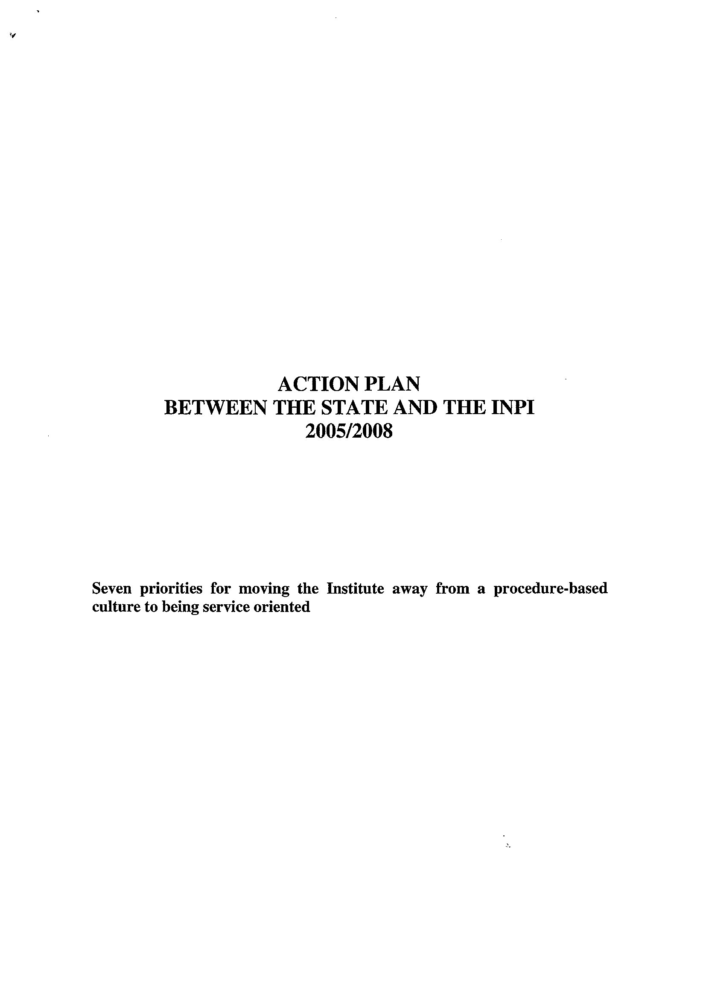 ACTION PLAN
BETWEEN THE STATE AND THE INPI
2005/2008
Seven priorities for moving the Institute away from a procedure-based
culture to being service oriented